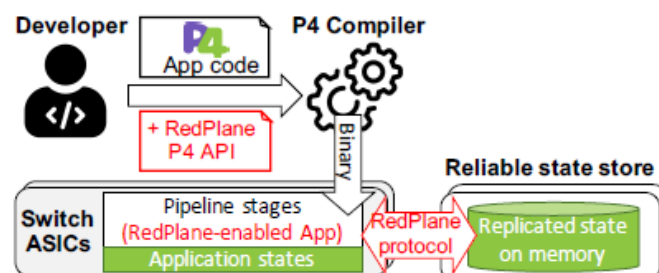 Developer
P4 Compiler
P4
App code
</>
+ RedPlane
P4 API
Binary
Reliable state store
Switch
ASICs
Pipeline stages
(RedPlane-enabled App)
Application states
RedPlane
protocol
Replicated state
on memory